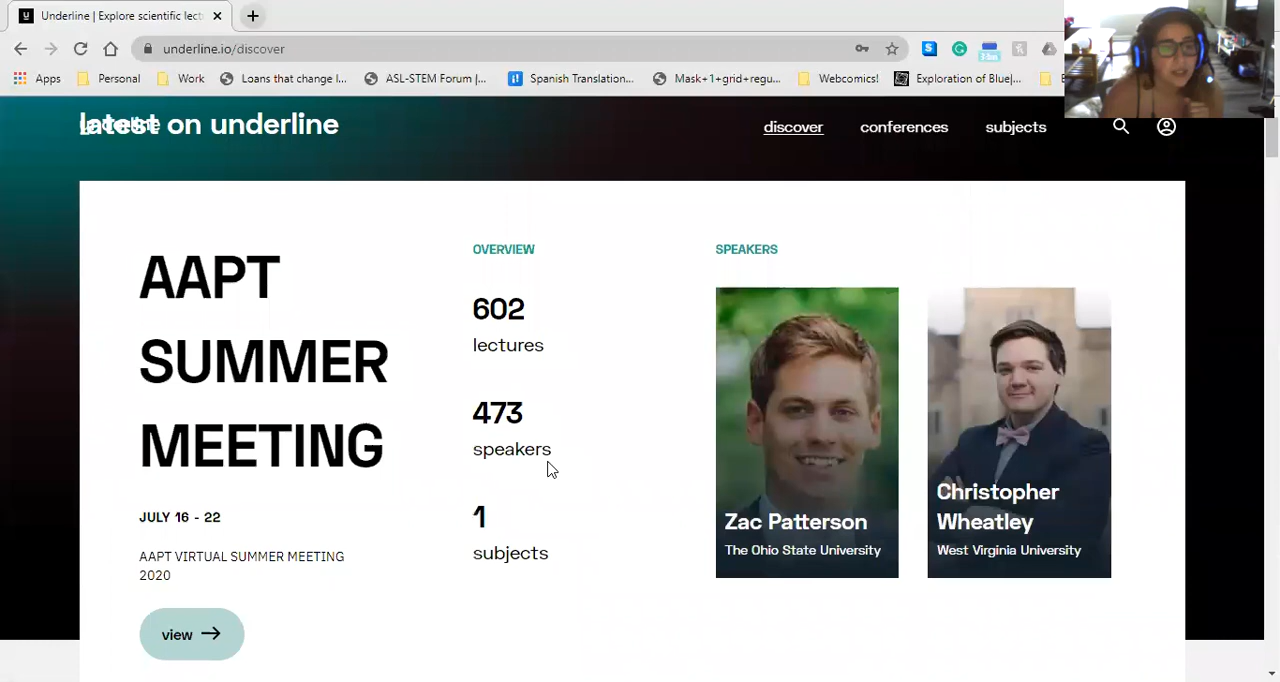 Underline | Explore scientific lect
underline.io/discover
Apps
Personal
Work
Loans that change l...
ASL-STEM Forum |...
Spanish Translation...
Mask+1+grid+regu...
Webcomics!
Exploration of Blue|...
latest on underline
discover
conferences
subjects
AAPT
SUMMER
MEETING
JULY 16 - 22
AAPT VIRTUAL SUMMER MEETING
2020
view
OVERVIEW
602
lectures
473
speakers
1
subjects
SPEAKERS
Zac Patterson
The Ohio State University
Christopher
Wheatley
West Virginia University